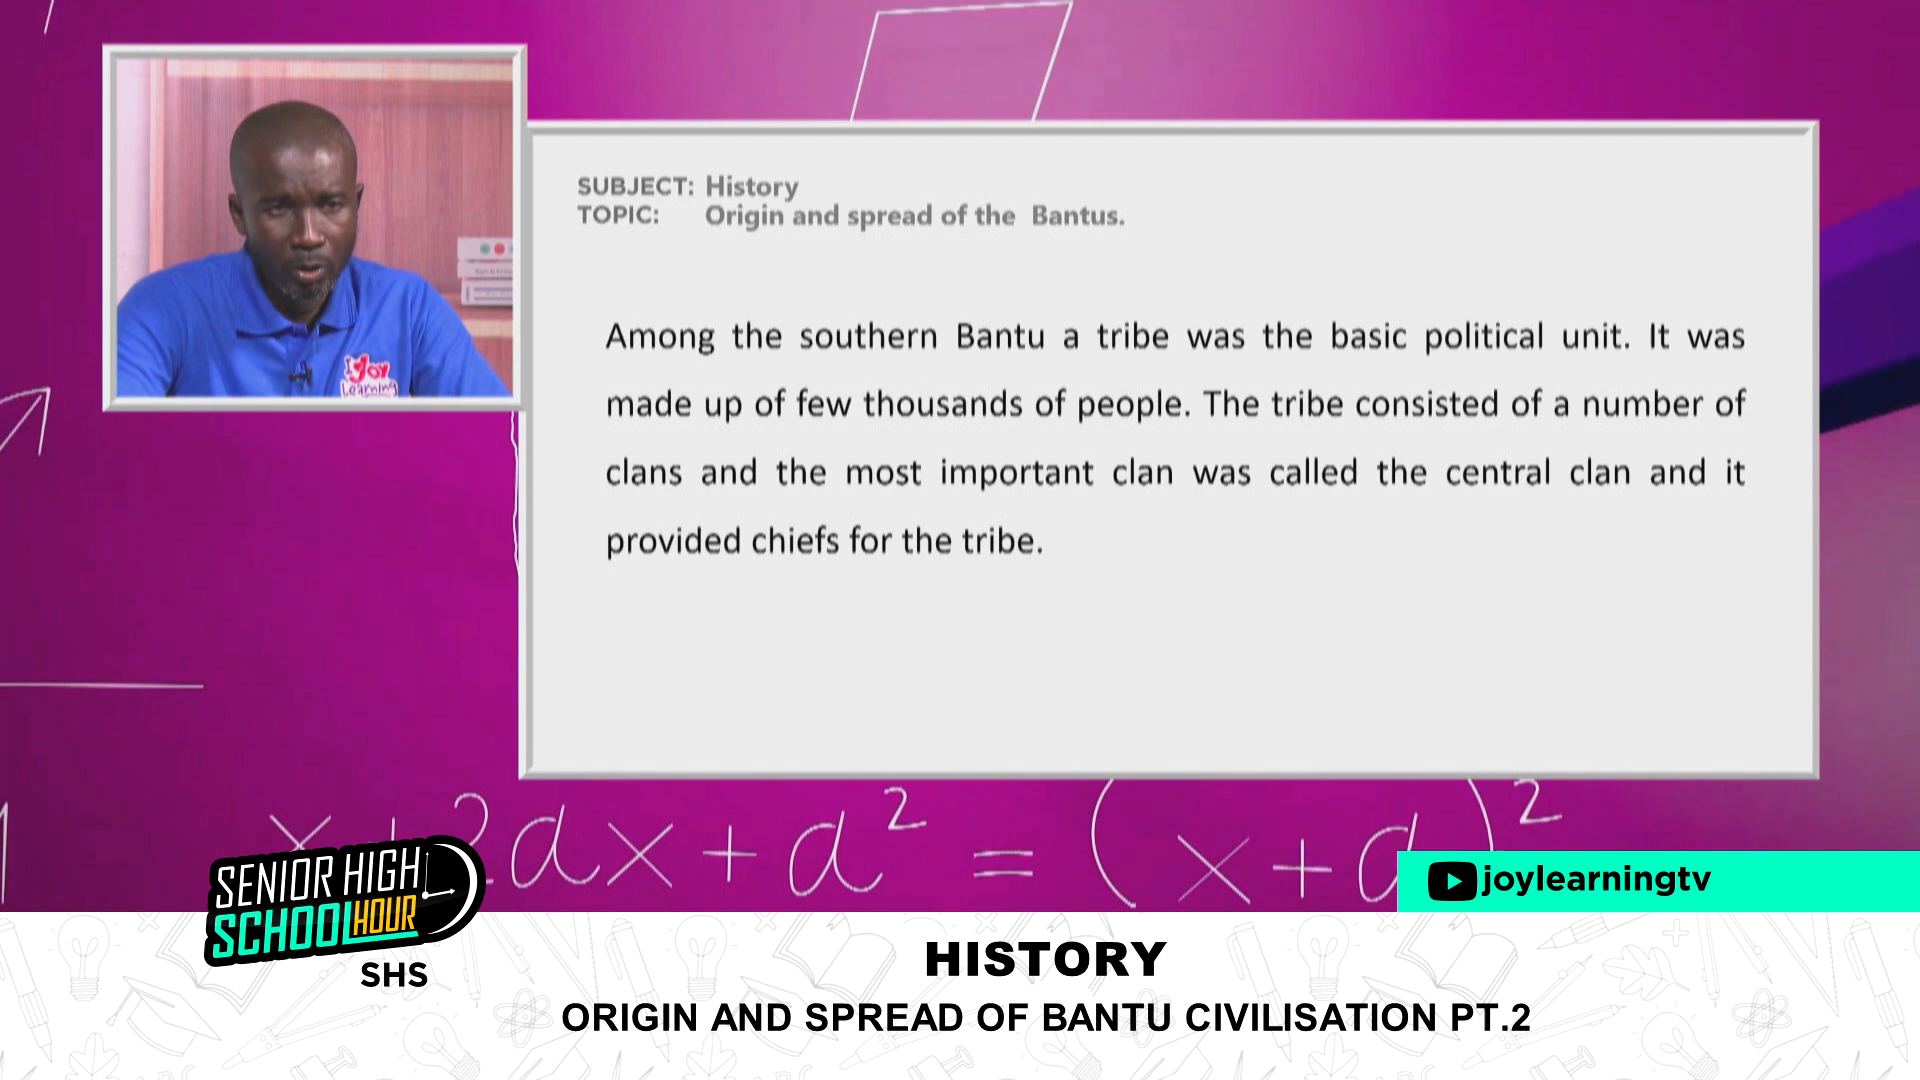 I Joy
Learning
SUBJECT: History
TOPIC: Origin and spread of the Bantus.
Among the southern Bantu a tribe was the basic political unit. It was
made up of few thousands of people. The tribe consisted of a number of
clans and the most important clan was called the central clan and it
provided chiefs for the tribe.
SENIOR HIGH
SCHOOL HOUR
SHS
joylearningtv
HISTORY
ORIGIN AND SPREAD OF BANTU CIVILISATION PT.2